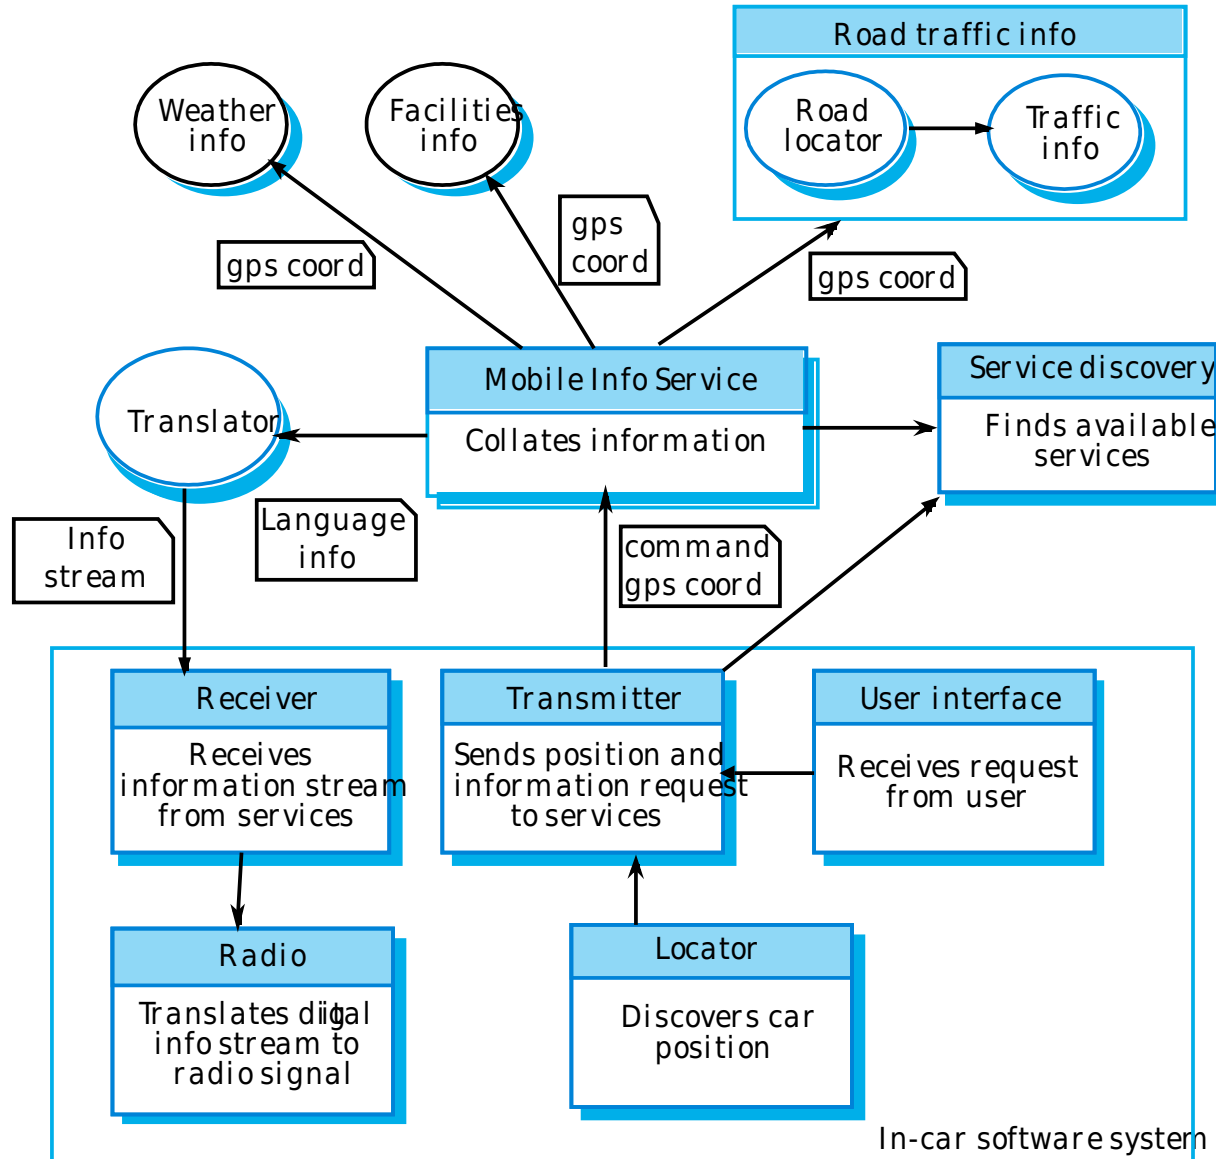 Road traffic info
Weather
info
Facilities
info
Road
locator
Traffic
info
gps coord
gps
coord
gps coord
Translator
Mobile Info Service
Collates information
Service discovery
Finds available
services
Info
stream
Language
info
command
gps coord
Receiver
Receives
information stream
from services
Transmitter
Sends position and
information request
to services
User interface
Receives request
from user
Radio
Translates diigtal
info stream to
radio signal
Locator
Discovers car
position
In-car software system